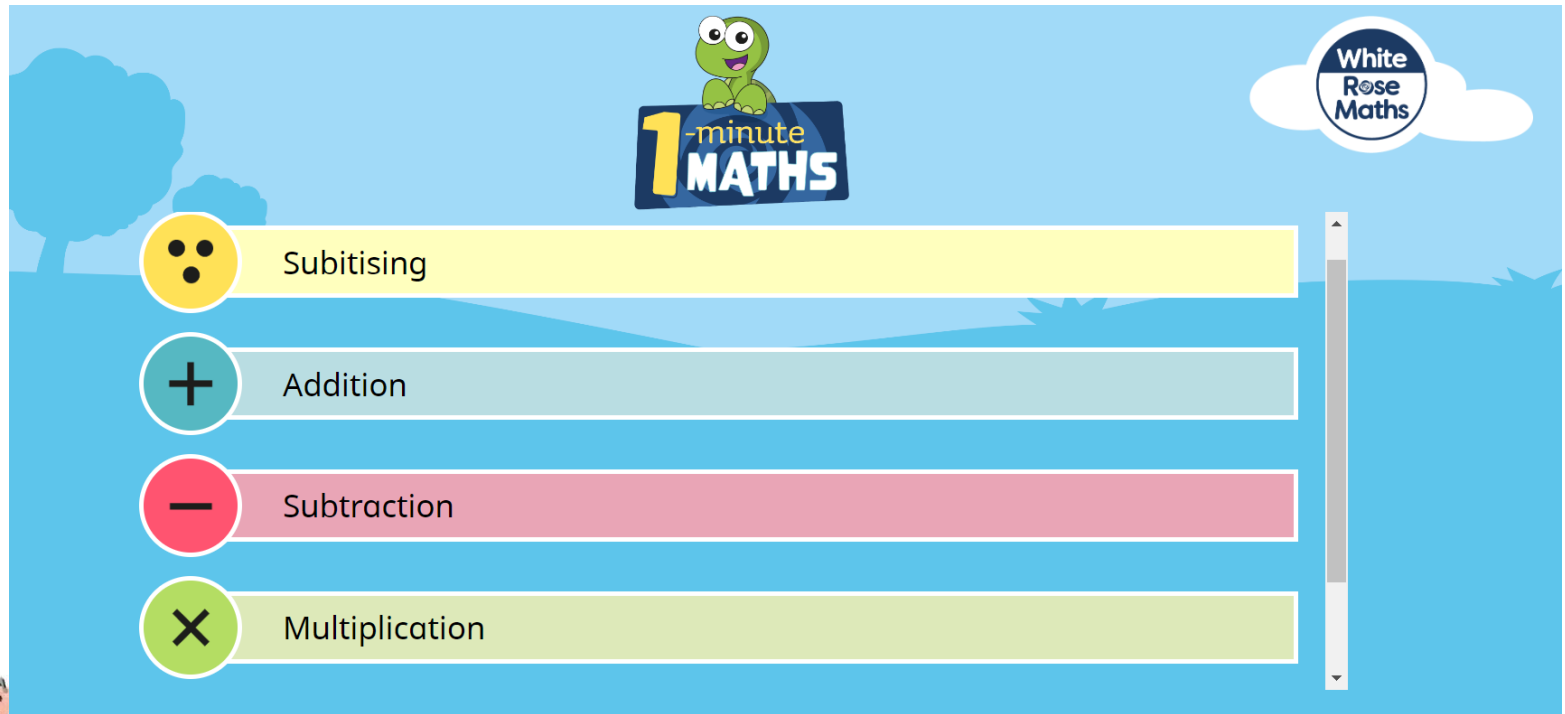 1-minute
MATHS
White
Rose
Maths
Subitising
Addition
Subtraction
Multiplication